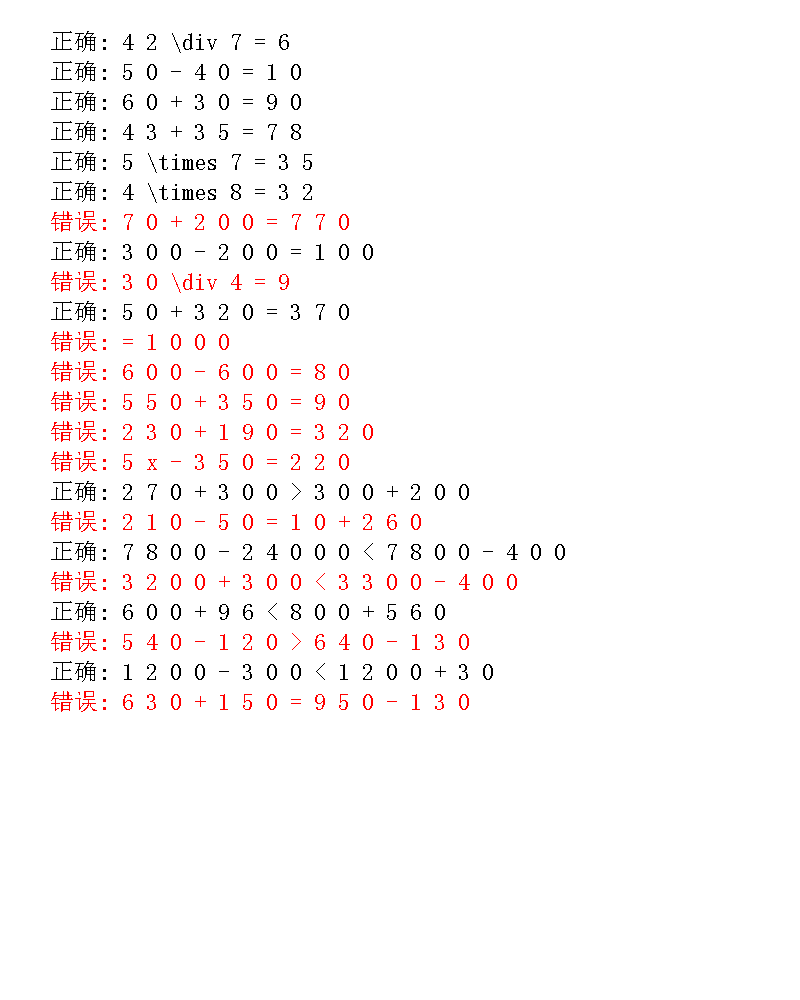 正确: 4 2 \div 7 = 6
正确: 5 0 - 4 0 = 1 0
正确: 6 0 + 3 0 = 9 0
正确: 4 3 + 3 5 = 7 8
正确: 5 \times 7 = 3 5
正确: 4 \times 8 = 3 2
错误: 7 0 + 2 0 0 = 7 7 0
正确: 3 0 0 - 2 0 0 = 1 0 0
错误: 3 0 \div 4 = 9
正确: 5 0 + 3 2 0 = 3 7 0
错误: = 1 0 0 0
错误: 6 0 0 - 6 0 0 = 8 0
错误: 5 5 0 + 3 5 0 = 9 0
错误: 2 3 0 + 1 9 0 = 3 2 0
错误: 5 x - 3 5 0 = 2 2 0
正确: 2 7 0 + 3 0 0 > 3 0 0 + 2 0 0
错误: 2 1 0 - 5 0 = 1 0 + 2 6 0
正确: 7 8 0 0 - 2 4 0 0 0 < 7 8 0 0 - 4 0 0
错误: 3 2 0 0 + 3 0 0 < 3 3 0 0 - 4 0 0
正确: 6 0 0 + 9 6 < 8 0 0 + 5 6 0
错误: 5 4 0 - 1 2 0 > 6 4 0 - 1 3 0
正确: 1 2 0 0 - 3 0 0 < 1 2 0 0 + 3 0
错误: 6 3 0 + 1 5 0 = 9 5 0 - 1 3 0